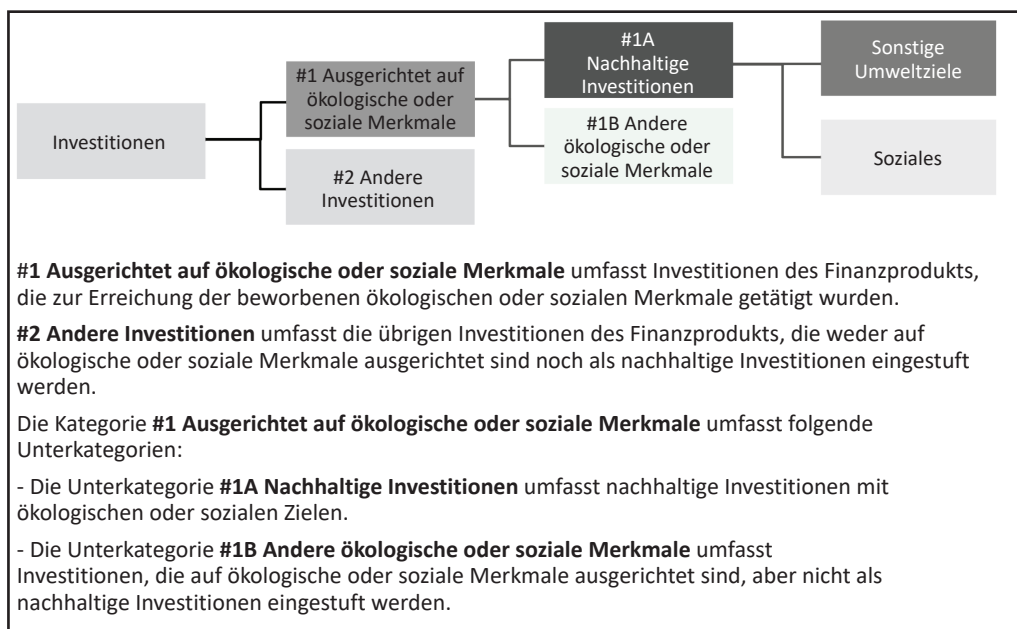 Investitionen
#1 Ausgerichtet auf
ökologische oder
soziale Merkmale
#2 Andere
Investitionen
#1A
Nachhaltige
Investitionen
#1B Andere
ökologische oder
soziale Merkmale
Sonstige
Umweltziele
Soziales
#1 Ausgerichtet auf ökologische oder soziale Merkmale umfasst Investitionen des Finanzprodukts,
die zur Erreichung der beworbenen ökologischen oder sozialen Merkmale getätigt wurden.
#2 Andere Investitionen umfasst die übrigen Investitionen des Finanzprodukts, die weder auf
ökologische oder soziale Merkmale ausgerichtet sind noch als nachhaltige Investitionen eingestuft
werden.
Die Kategorie #1 Ausgerichtet auf ökologische oder soziale Merkmale umfasst folgende
Unterkategorien:
- Die Unterkategorie #1A Nachhaltige Investitionen umfasst nachhaltige Investitionen mit
ökologischen oder sozialen Zielen.
- Die Unterkategorie #1B Andere ökologische oder soziale Merkmale umfasst
Investitionen, die auf ökologische oder soziale Merkmale ausgerichtet sind, aber nicht als
nachhaltige Investitionen eingestuft werden.